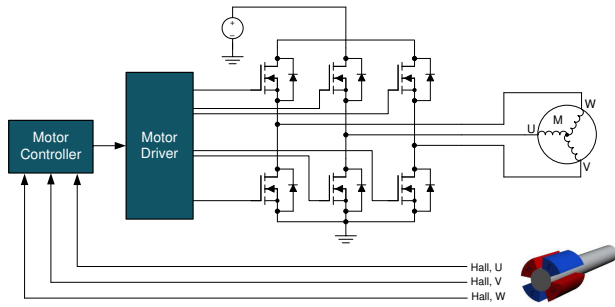 +
−
Motor
Controller
Motor
Driver
W
M
U
V
Hall, U
Hall, V
Hall, W